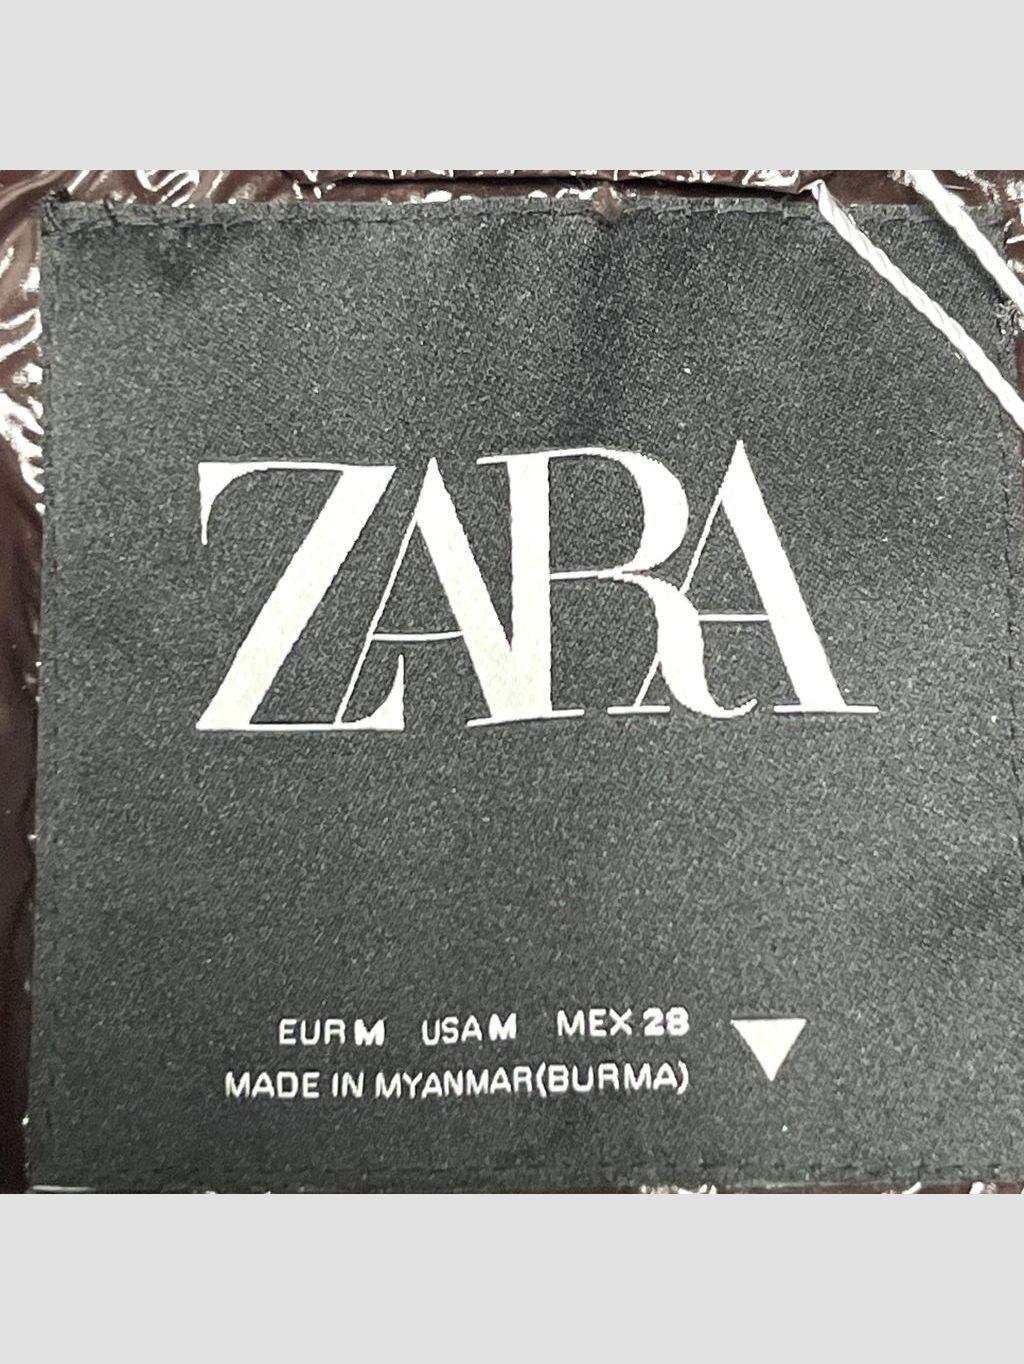 ZARA
EUR M USA M MEX 28
MADE IN MYANMAR(BURMA)